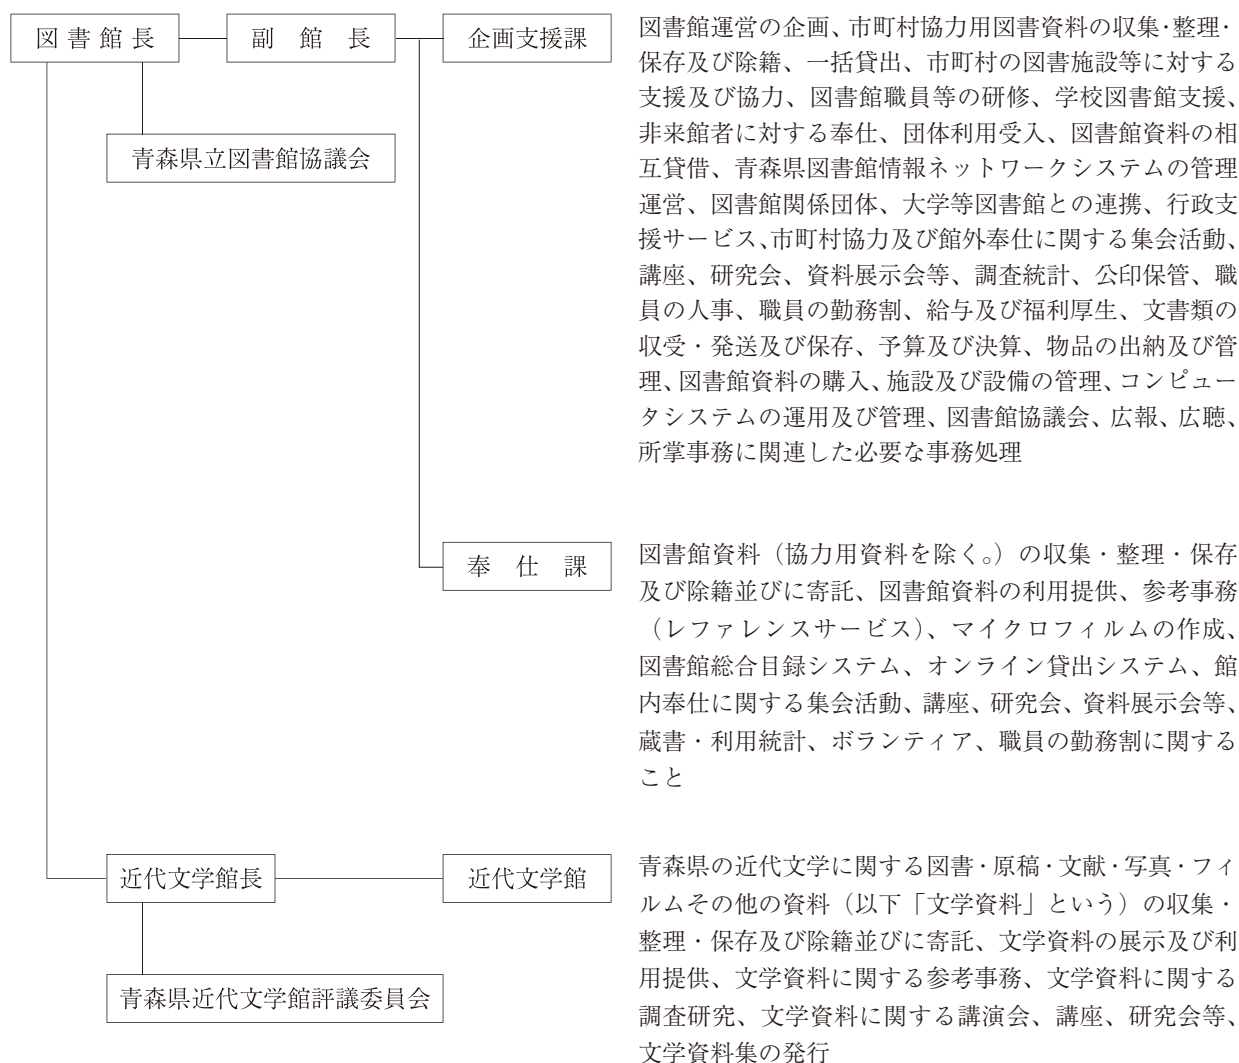 図書館長
副館長
企画支援課
図書館運営の企画、市町村協力用図書資料の収集・整理・
保存及び除籍、一括貸出、市町村の図書施設等に対する
支援及び協力、図書館職員等の研修、学校図書館支援、
非来館者に対する奉仕、団体利用受入、図書館資料の相
互貸借、青森県図書館情報ネットワークシステムの管理
運営、図書館関係団体、大学等図書館との連携、行政支
援サービス、市町村協力及び館外奉仕に関する集会活動、
講座、研究会、資料展示会等、調査統計、公印保管、職
員の人事、職員の勤務割、給与及び福利厚生、文書類の
収受・発送及び保存、予算及び決算、物品の出納及び管
理、図書館資料の購入、施設及び設備の管理、コンピュー
タシステムの運用及び管理、図書館協議会、広報、広聴、
所掌事務に関連した必要な事務処理
青森県立図書館協議会
奉仕課
図書館資料（協力用資料を除く。）の収集・整理・保存
及び除籍並びに寄託、図書館資料の利用提供、参考事務
（レファレンスサービス）、マイクロフィルムの作成、
図書館総合目録システム、オンライン貸出システム、館
内奉仕に関する集会活動、講座、研究会、資料展示会等、
蔵書・利用統計、ボランティア、職員の勤務割に関する
こと
近代文学館長
近代文学館
青森県の近代文学に関する図書・原稿・文献・写真・フィ
ルムその他の資料（以下「文学資料」という）の収集・
整理・保存及び除籍並びに寄託、文学資料の展示及び利
用提供、文学資料に関する参考事務、文学資料に関する
調査研究、文学資料に関する講演会、講座、研究会等、
文学資料集の発行
青森県近代文学館評議委員会